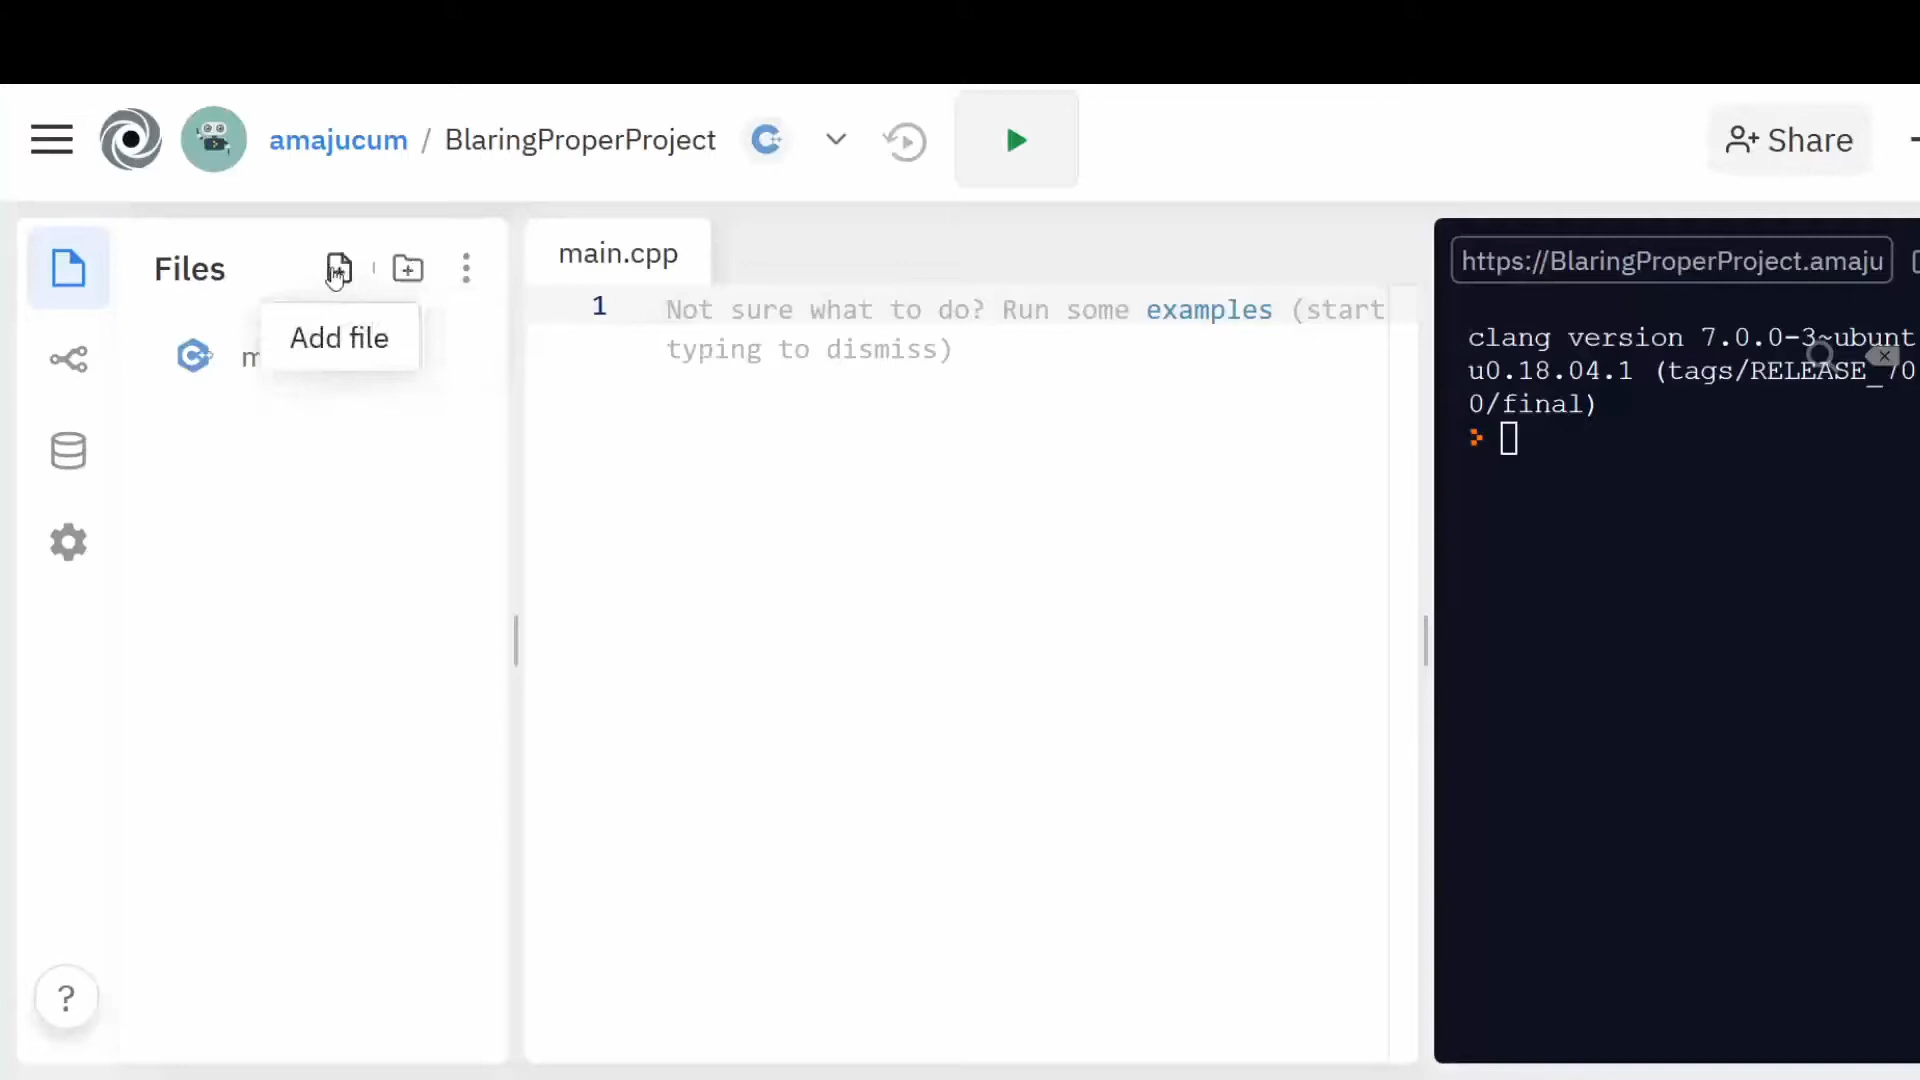 amajucum / BlaringProperProject
Share
Files
Add file
m
main.cpp
1
Not sure what to do? Run some examples (start
typing to dismiss)
https://BlaringProperProject.amaju
clang version 7.0.0-3~ubunt
u0.18.04.1 (tags/RELEASE_70
0/final)
?